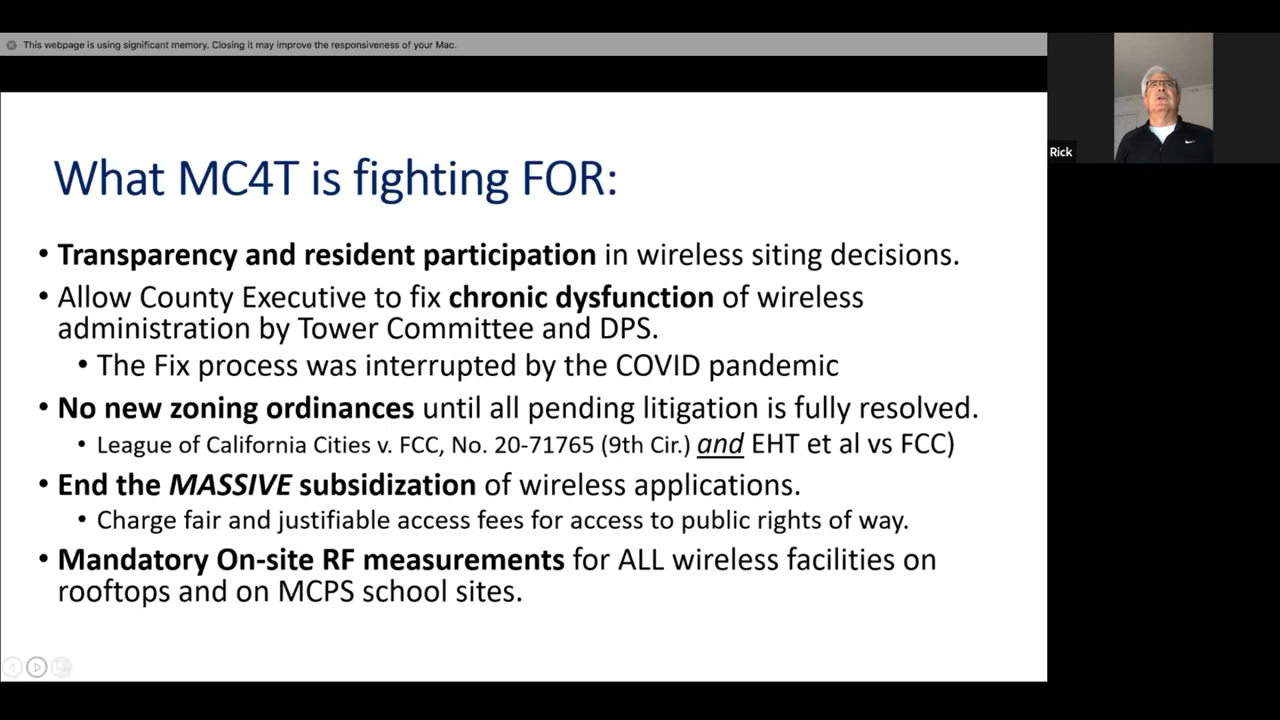 This webpage is using significant memory. Closing it may improve the responsiveness of your Mac.
Rick
What MC4T is fighting FOR:
• Transparency and resident participation in wireless siting decisions.
• Allow County Executive to fix chronic dysfunction of wireless
administration by Tower Committee and DPS.
• The Fix process was interrupted by the COVID pandemic
• No new zoning ordinances until all pending litigation is fully resolved.
• League of California Cities v. FCC, No. 20-71765 (9th Cir.) and EHT et al vs FCC)
• End the MASSIVE subsidization of wireless applications.
• Charge fair and justifiable access fees for access to public rights of way.
• Mandatory On-site RF measurements for ALL wireless facilities on
rooftops and on MCPS school sites.